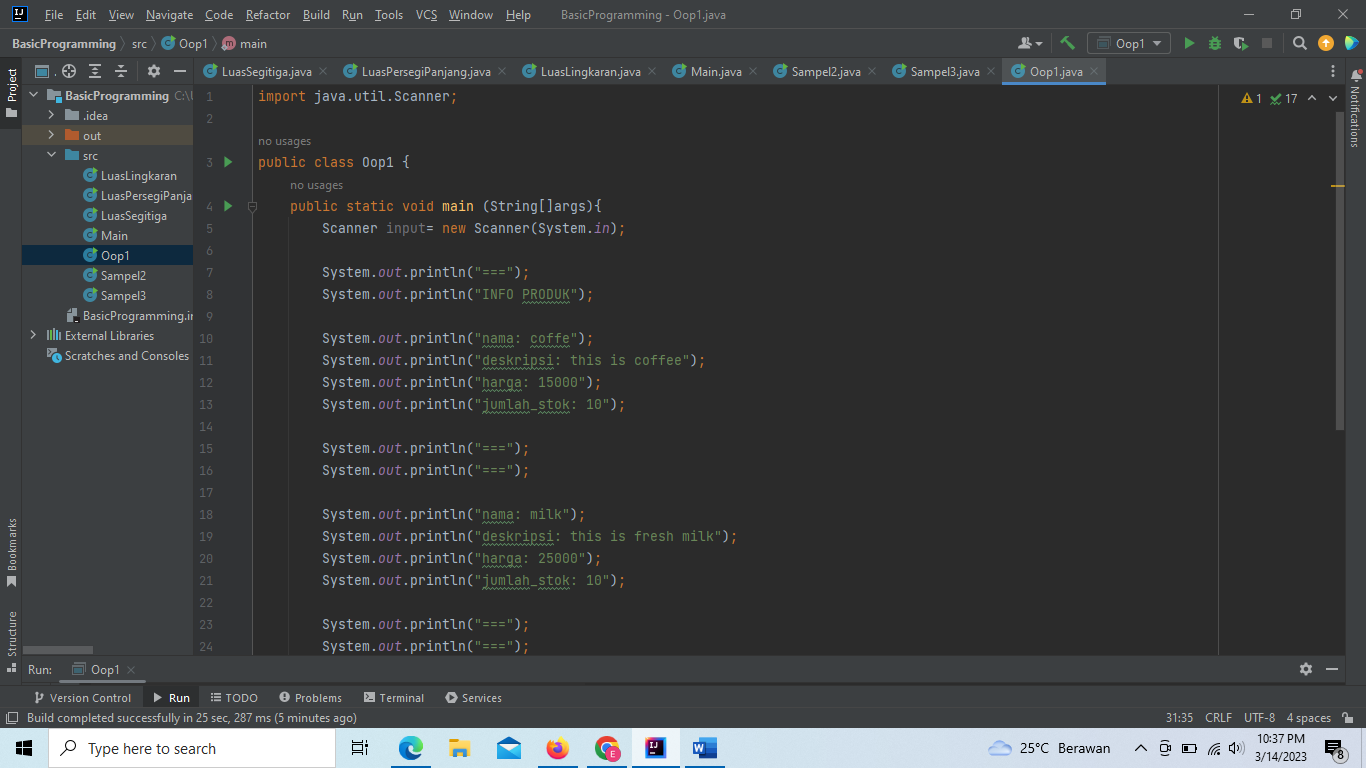 File Edit View Navigate Code Refactor Build Run Tools VCS Window Help BasicProgramming - Oop1.java
BasicProgramming src Oop1 main Oop1
LuasSegitiga.java LuasPersegiPanjang.java LuasLingkaran.java Main.java Sampel2.java Sampel3.java Oop1.java
Project
BasicProgramming
.idea
out
src
LuasLingkaran
LuasPersegiPanja
LuasSegitiga
Main
Oop1
Sampel2
Sampel3
BasicProgramming.ir
External Libraries
Scratches and Consoles
Bookmarks
Structure
1 import java.util.Scanner;
2
no usages
3 public class Oop1 {
no usages
4 public static void main (String[]args){
5 Scanner input= new Scanner(System.in);
6
7 System.out.println("===");
8 System.out.println("INFO PRODUK");
9
10 System.out.println("nama: coffe");
11 System.out.println("deskripsi: this is coffee");
12 System.out.println("harga: 15000");
13 System.out.println("jumlah_stok: 10");
14
15 System.out.println("===");
16 System.out.println("===");
17
18 System.out.println("nama: milk");
19 System.out.println("deskripsi: this is fresh milk");
20 System.out.println("harga: 25000");
21 System.out.println("jumlah_stok: 10");
22
23 System.out.println("===");
24 System.out.println("===");
1 17
Notifications
Run: Oop1
Version Control Run TODO Problems Terminal Services
Build completed successfully in 25 sec, 287 ms (5 minutes ago) 31:35 CRLF UTF-8 4 spaces
Type here to search 25°C Berawan 10:37 PM
3/14/2023 8